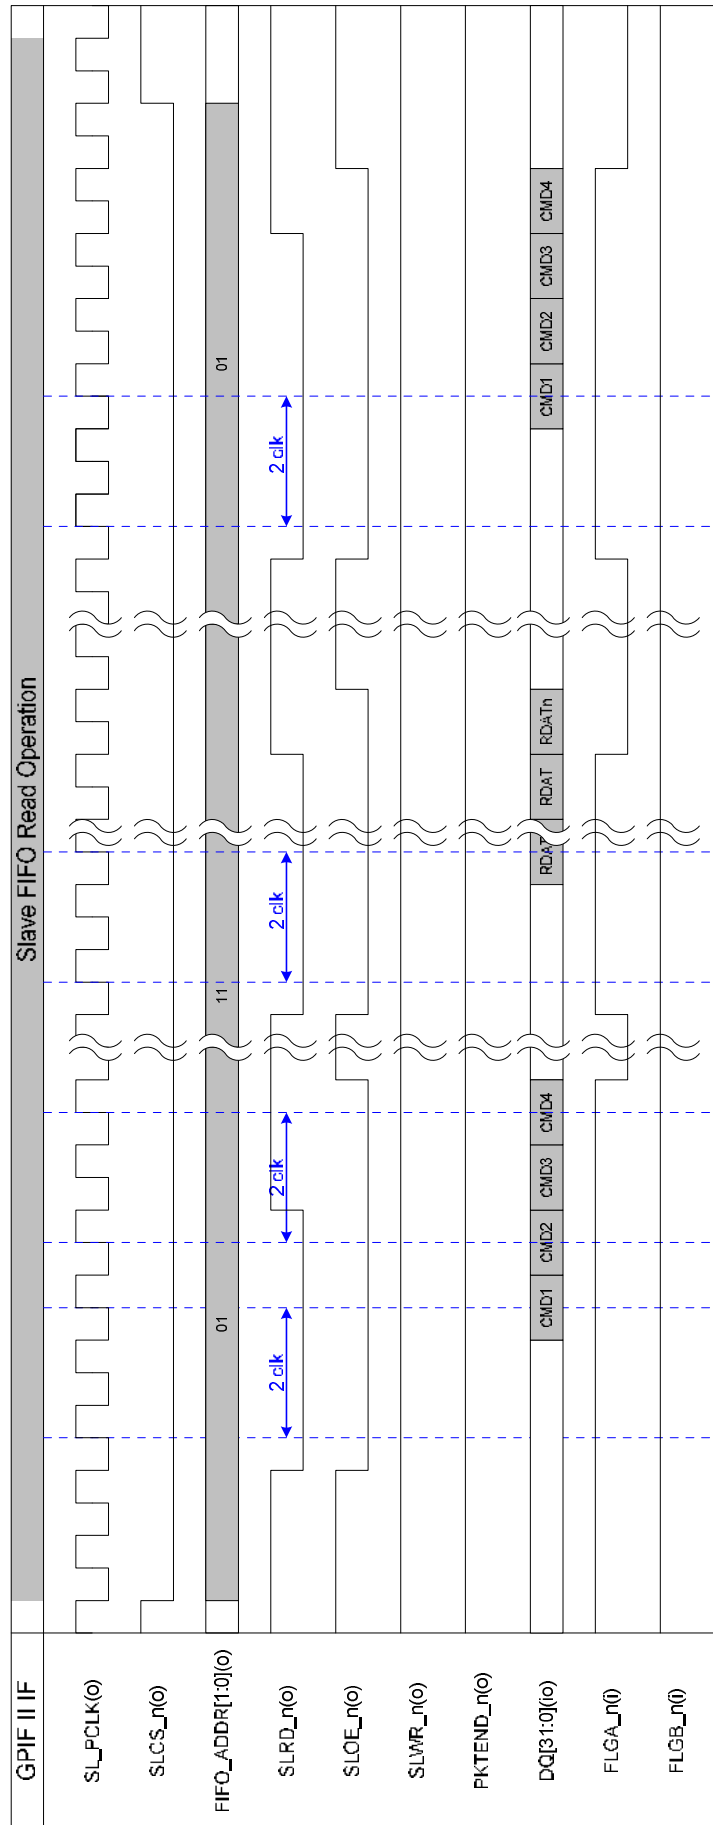 GPIF II IF Slave FIFO Read Operation
SL_PCLK(o)
SLCS_n(o)
FIFO_ADDR[1:0](o) 01 11 01
SLRD_n(o) 2 clk 2 clk 2 clk 2 clk
SLOE_n(o)
SLWR_n(o)
PKTEND_n(o)
DQ[31:0](io) CMD1 CMD2 CMD3 CMD4 RDAT RDAT RDATn CMD1 CMD2 CMD3 CMD4
FLGA_n(i)
FLGB_n(i)